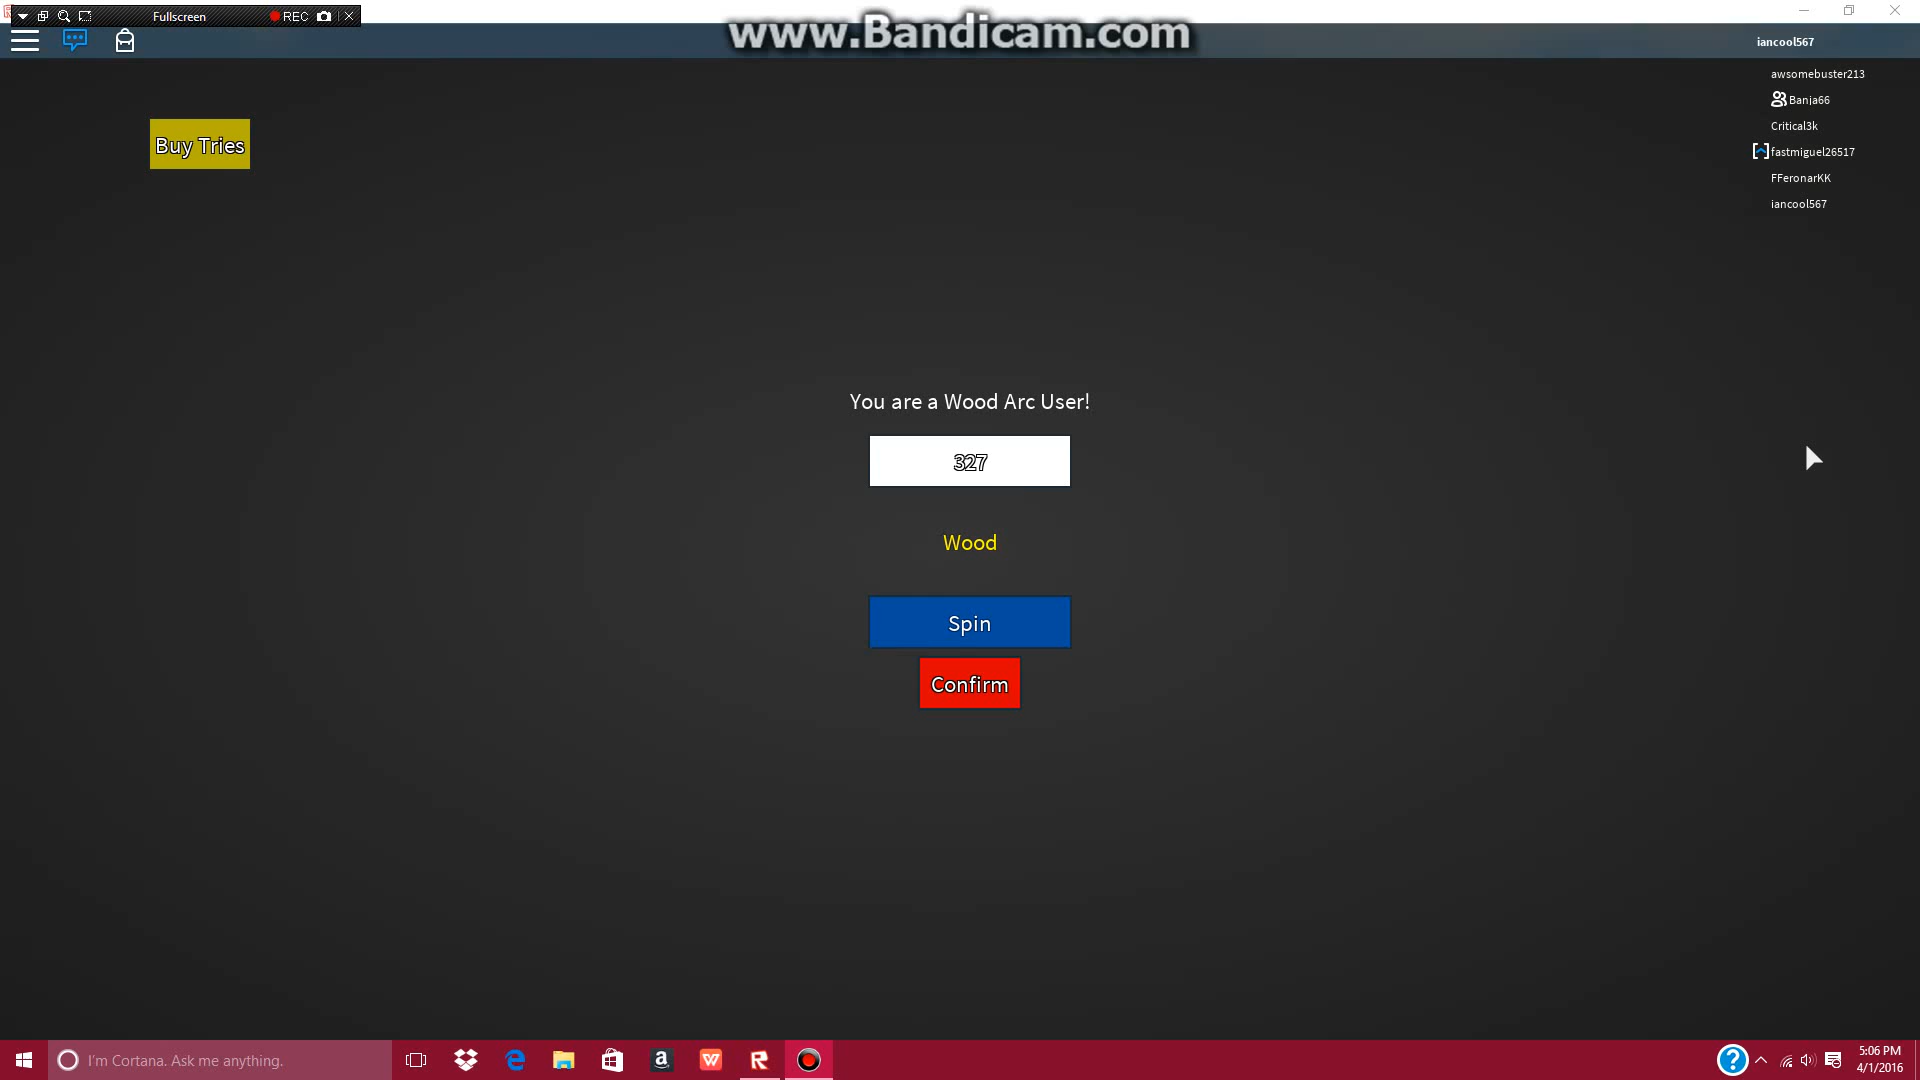 Fullscreen
REC
www.Bandicam.com
iancool567
awsomebuster213
Banja66
Critical3k
fastmiguel26517
FFeronarKK
iancool567
Buy Tries
You are a Wood Arc User!
327
Wood
Spin
Confirm
I'm Cortana. Ask me anything.
5:06 PM
4/1/2016